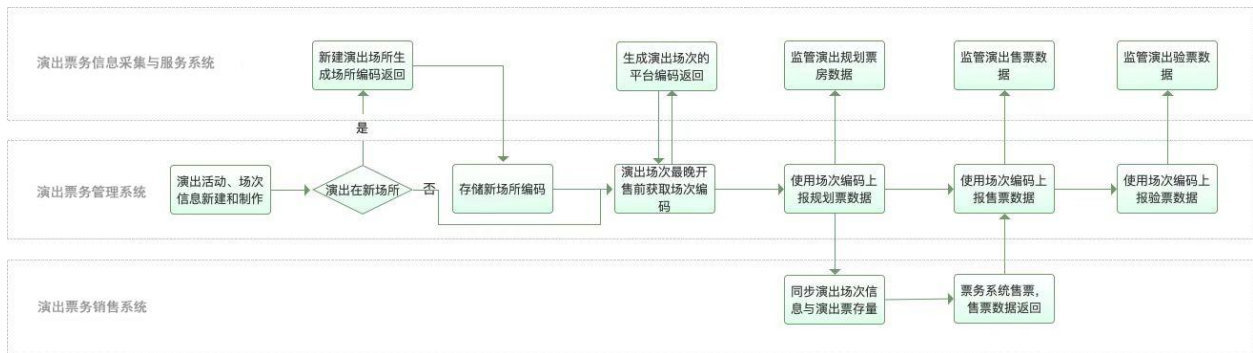 演出票务信息采集与服务系统
新建演出场所生
成场所编码返回
生成演出场次的
平台编码返回
监管演出规划票
房数据
监管演出售票数
据
监管演出验票数
据
是
演出票务管理系统
演出活动、场次
信息新建和制作
演出在新场所
否
存储新场所编码
演出场次最晚开
售前获取场次编
码
使用场次编码上
报规划票数据
使用场次编码上
报售票数据
使用场次编码上
报验票数据
演出票务销售系统
同步演出场次信
息与演出票存量
票务系统售票，
售票数据返回